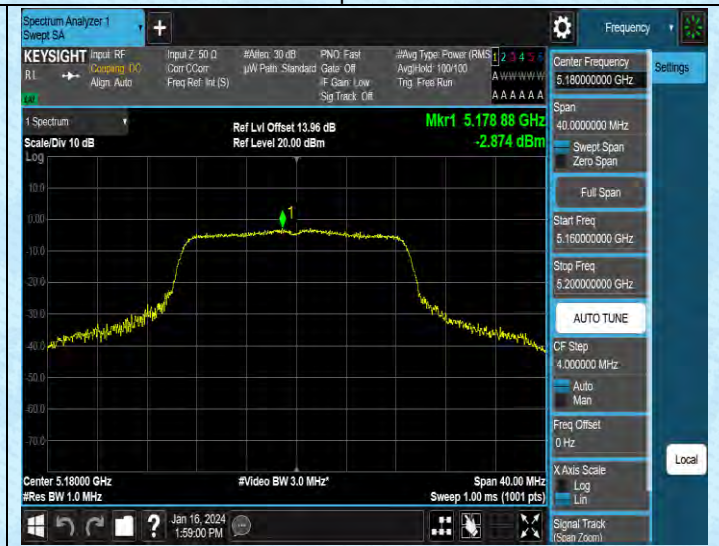 Spectrum Analyzer 1
Swept SA
+
Frequency
KEYSIGHT
Input: RF
Coupling: DC
Align: Auto
Input Z: 50 Ω
Corr CCorr
Freq Ref: Int (S)
#Atten: 30 dB
µW Path: Standard
PNO: Fast
Gate: Off
IF Gain: Low
Sig Track: Off
#Avg Type: Power (RMS
Avg|Hold: 100/100
Trig: Free Run
1 2 3 4 5 6
A W W W W W
A A A A A A
RL
1 Spectrum
Scale/Div 10 dB
Ref Lvl Offset 13.96 dB
Ref Level 20.00 dBm
Mkr1 5.178 88 GHz
-2.874 dBm
Log
10.0
0.00
-10.0
-20.0
-30.0
-40.0
-50.0
-60.0
-70.0
1
Center 5.18000 GHz
#Res BW 1.0 MHz
#Video BW 3.0 MHz*
Span 40.00 MHz
Sweep 1.00 ms (1001 pts)
Center Frequency
5.180000000 GHz
Settings
Span
40.0000000 MHz
Swept Span
Zero Span
Full Span
Start Freq
5.160000000 GHz
Stop Freq
5.200000000 GHz
AUTO TUNE
CF Step
4.000000 MHz
Auto
Man
Freq Offset
0 Hz
X Axis Scale
Log
Lin
Signal Track
(Span Zoom)
Local
?
Jan 16, 2024
1:59:00 PM